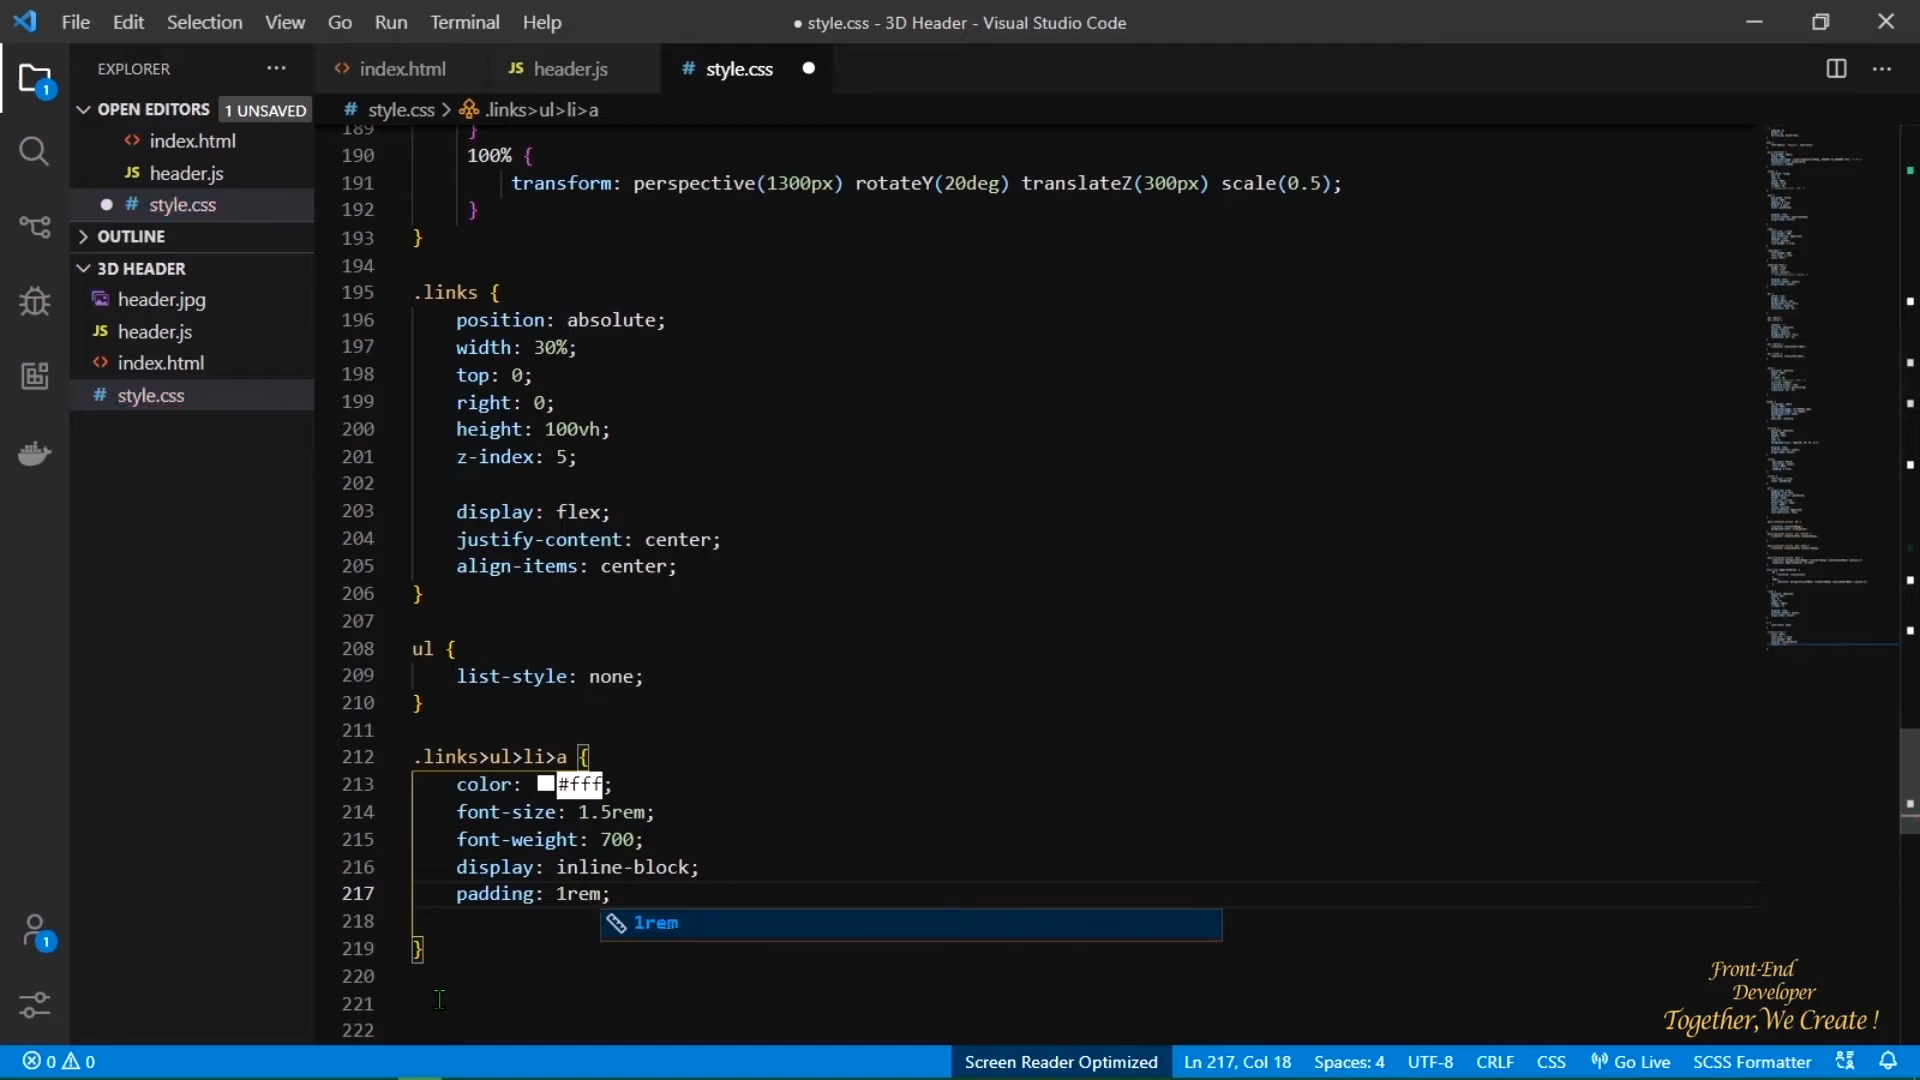 File Edit Selection View Go Run Terminal Help
● style.css - 3D Header - Visual Studio Code
EXPLORER
index.html
JS header.js
# style.css
OPEN EDITORS 1 UNSAVED
# style.css > .links>ul>li>a
index.html
JS header.js
# style.css
OUTLINE
3D HEADER
header.jpg
JS header.js
index.html
# style.css
1
1
189 }
190 100% {
191 transform: perspective(1300px) rotateY(20deg) translateZ(300px) scale(0.5);
192 }
193 }
194
195 .links {
196 position: absolute;
197 width: 30%;
198 top: 0;
199 right: 0;
200 height: 100vh;
201 z-index: 5;
202
203 display: flex;
204 justify-content: center;
205 align-items: center;
206 }
207
208 ul {
209 list-style: none;
210 }
211
212 .links>ul>li>a {
213 color: #fff;
214 font-size: 1.5rem;
215 font-weight: 700;
216 display: inline-block;
217 padding: 1rem;
218
1rem
219 }
220
221
222
Front-End
Developer
Together,We Create !
0 0 Screen Reader Optimized Ln 217, Col 18 Spaces: 4 UTF-8 CRLF CSS Go Live SCSS Formatter